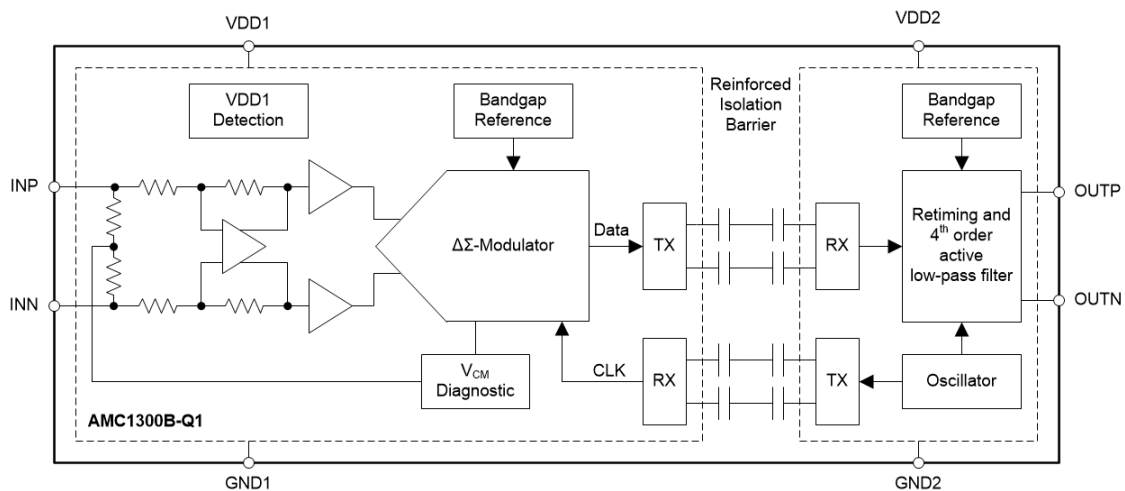 VDD1
VDD2
VDD1
Detection
Bandgap
Reference
Reinforced
Isolation
Barrier
Bandgap
Reference
INP
OUTP
ΔΣ-Modulator
Data
TX
RX
Retiming and
4th order
active
low-pass filter
INN
OUTN
VCM
Diagnostic
CLK
RX
TX
Oscillator
AMC1300B-Q1
GND1
GND2